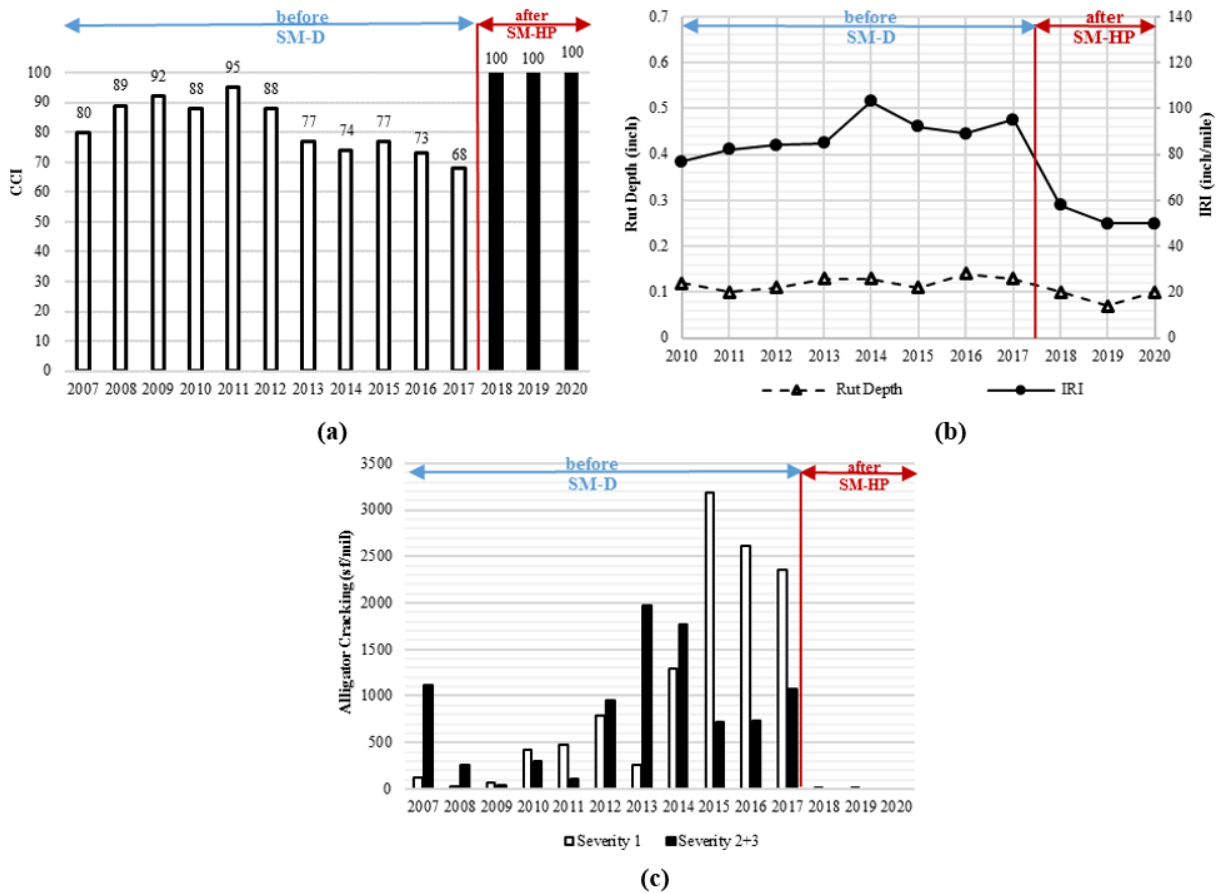 before
SM-D
after
SM-HP
CCI
100
90
80
70
60
50
40
30
20
10
0
80
89
92
88
95
88
77
74
77
73
68
100
100
100
2007 2008 2009 2010 2011 2012 2013 2014 2015 2016 2017 2018 2019 2020
(a)
before
SM-D
after
SM-HP
Rut Depth (inch)
0.7
0.6
0.5
0.4
0.3
0.2
0.1
0
IRI (inch/mile)
140
120
100
80
60
40
20
0
2010 2011 2012 2013 2014 2015 2016 2017 2018 2019 2020
Rut Depth
IRI
(b)
before
SM-D
after
SM-HP
Alligator Cracking (sf/mil)
3500
3000
2500
2000
1500
1000
500
0
2007 2008 2009 2010 2011 2012 2013 2014 2015 2016 2017 2018 2019 2020
Severity 1
Severity 2+3
(c)